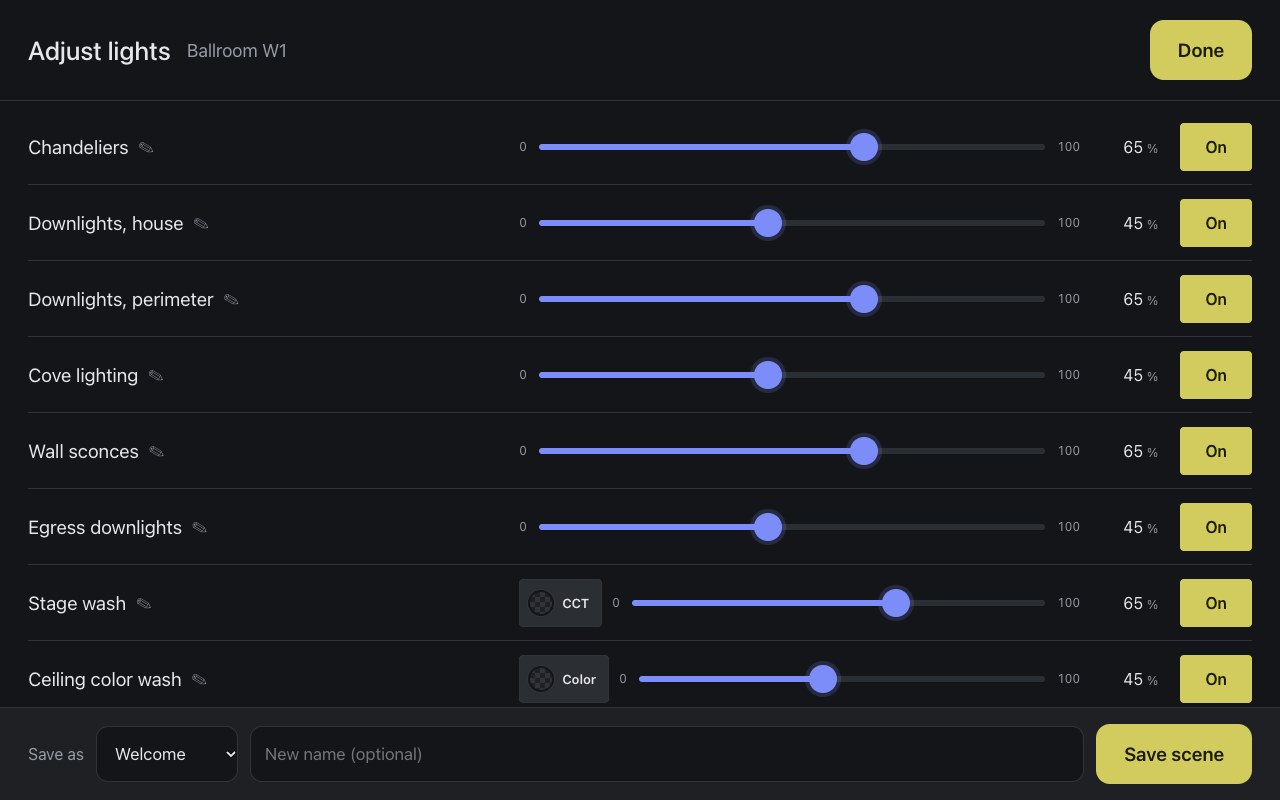 Adjust lights Ballroom W1 Done
Chandeliers 0 100 65 % On
Downlights, house 0 100 45 % On
Downlights, perimeter 0 100 65 % On
Cove lighting 0 100 45 % On
Wall sconces 0 100 65 % On
Egress downlights 0 100 45 % On
Stage wash CCT 0 100 65 % On
Ceiling color wash Color 0 100 45 % On
Save as Welcome New name (optional) Save scene